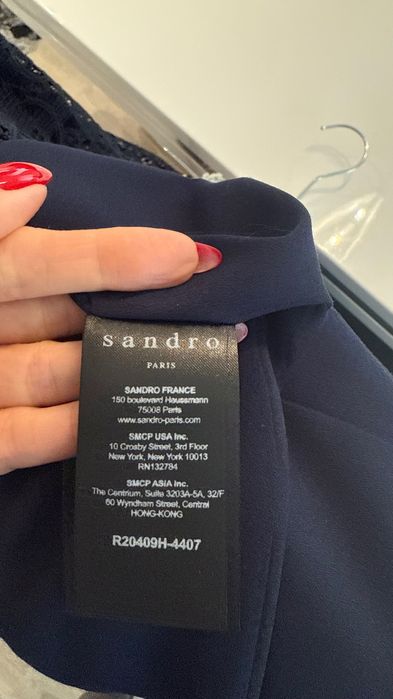 sandro
PARIS
SANDRO FRANCE
150 boulevard Haussmann
75008 Paris
www.sandro-paris.com
SMCP USA Inc.
10 Crosby Street, 3rd Floor
New York, New York 10013
RN132784
SMCP ASIA Inc.
The Centrium, Suite 3203A-5A, 32/F
60 Wyndham Street, Central
HONG-KONG
R20409H-4407